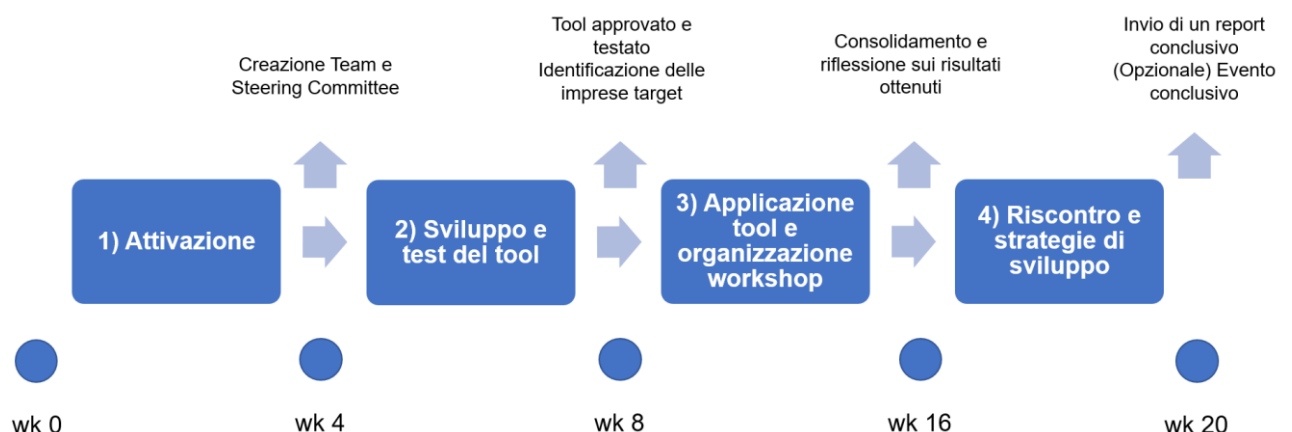 Creazione Team e
Steering Committee
Tool approvato e
testato
Identificazione delle
imprese target
Consolidamento e
riflessione sui risultati
ottenuti
Invio di un report
conclusivo
(Opzionale) Evento
conclusivo
1) Attivazione
2) Sviluppo e
test del tool
3) Applicazione
tool e
organizzazione
workshop
4) Riscontro e
strategie di
sviluppo
wk 0
wk 4
wk 8
wk 16
wk 20